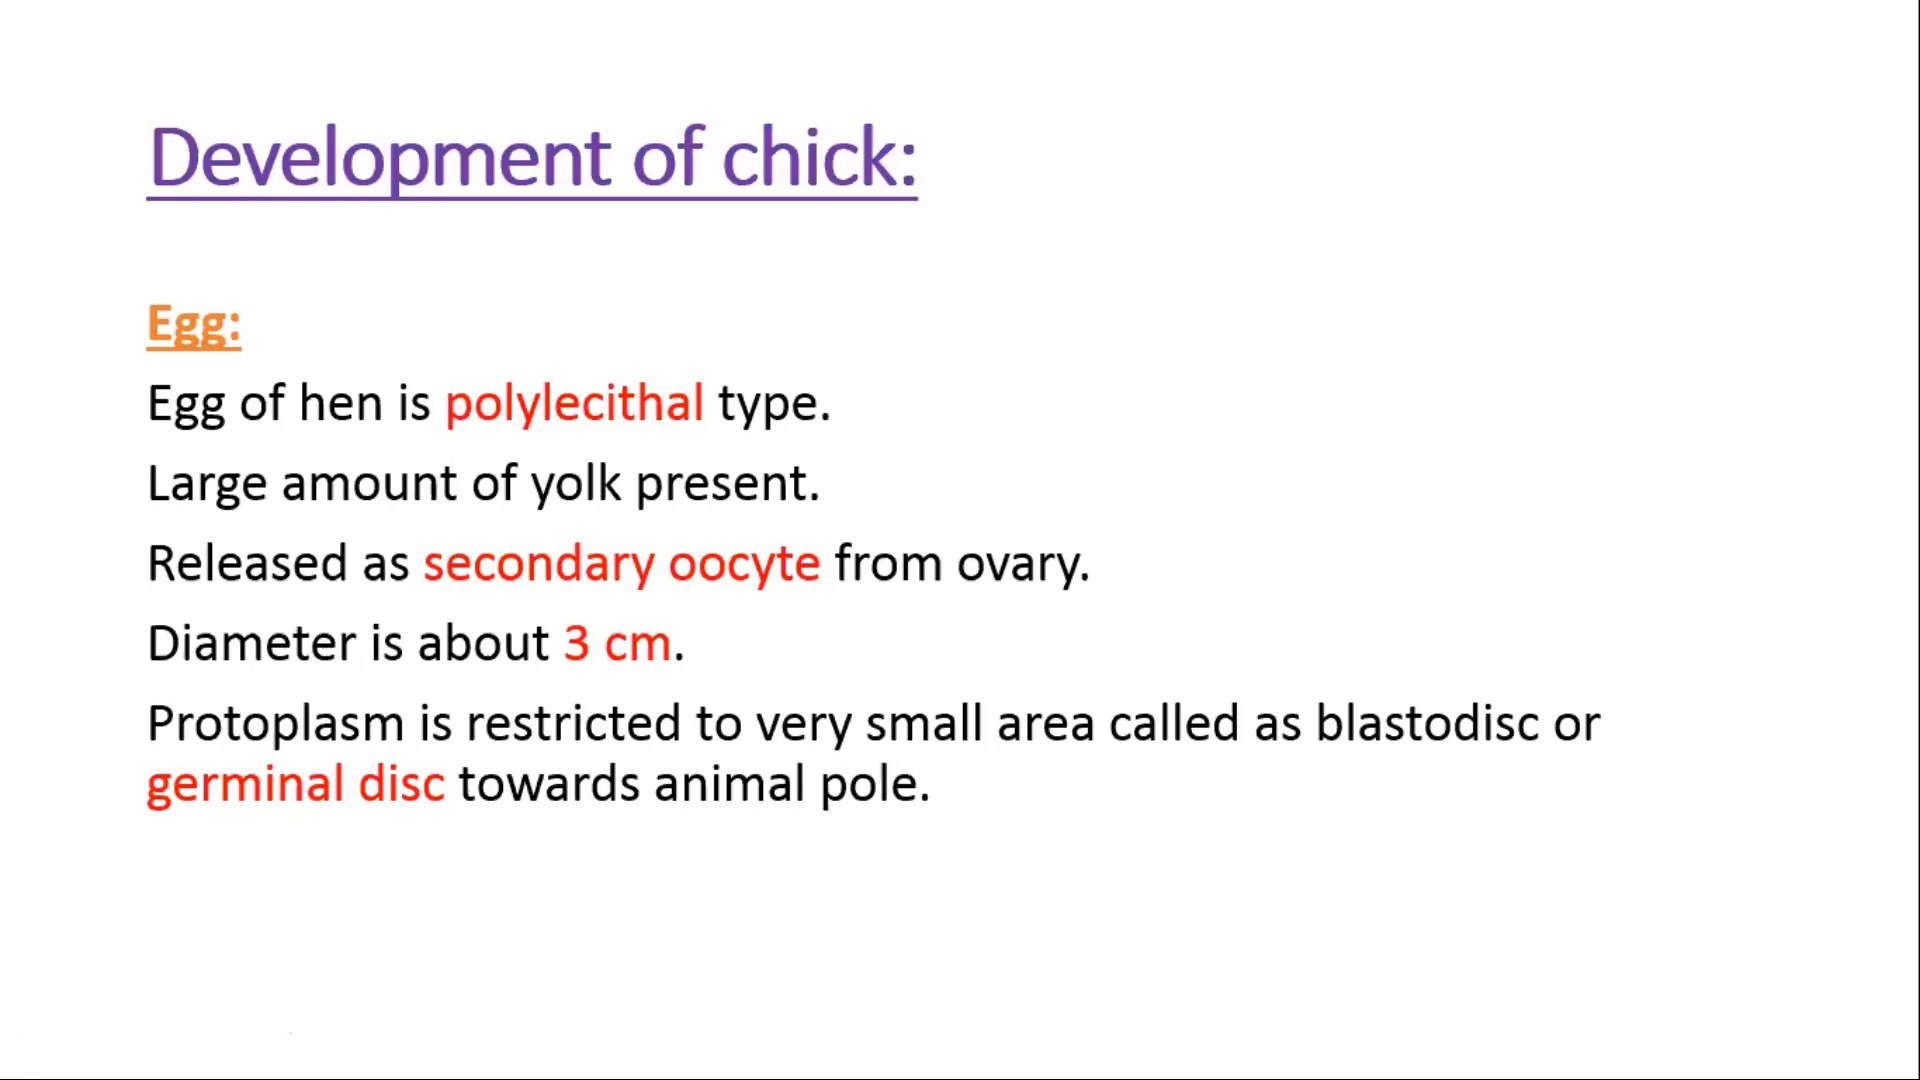 Development of chick:
Egg:
Egg of hen is polylecithal type.
Large amount of yolk present.
Released as secondary oocyte from ovary.
Diameter is about 3 cm.
Protoplasm is restricted to very small area called as blastodisc or
germinal disc towards animal pole.